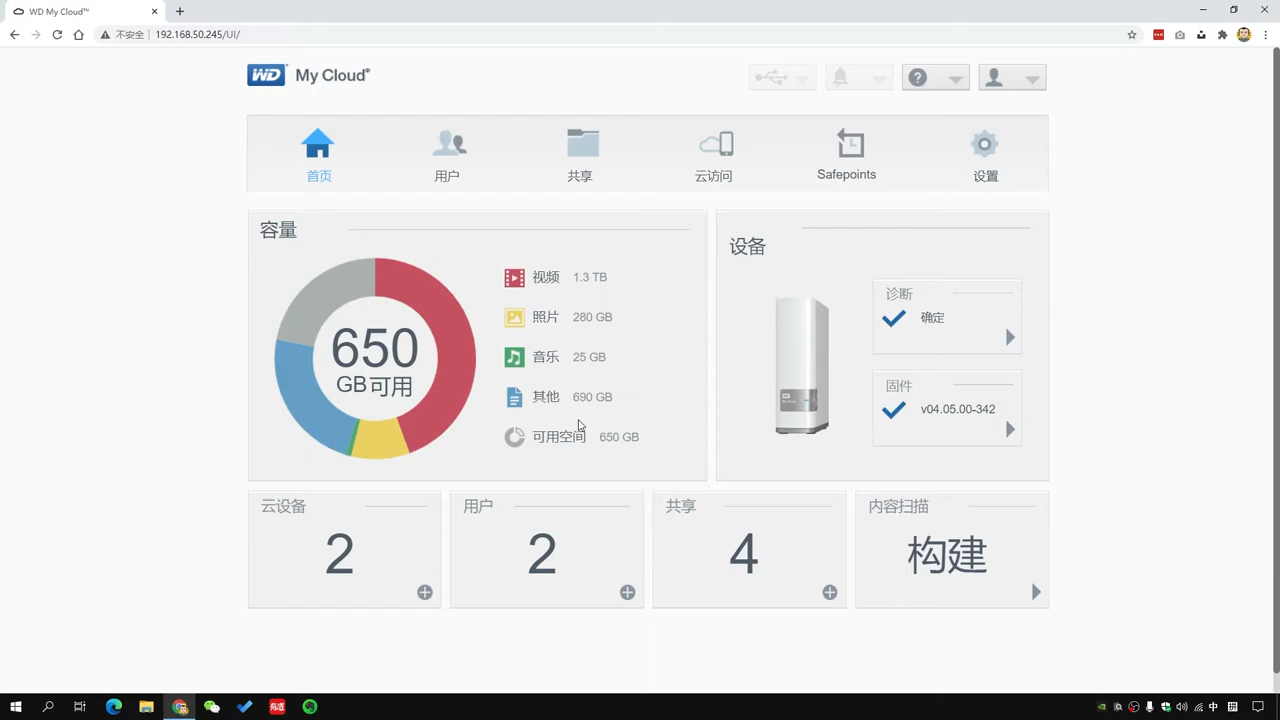 WD My Cloud™
不安全
192.168.50.245/UI/
WD My Cloud®
首页
用户
共享
云访问
Safepoints
设置
容量
650
GB可用
视频 1.3 TB
照片 280 GB
音乐 25 GB
其他 690 GB
可用空间 650 GB
设备
诊断
确定
固件
v04.05.00-342
云设备
2
用户
2
共享
4
内容扫描
构建
中